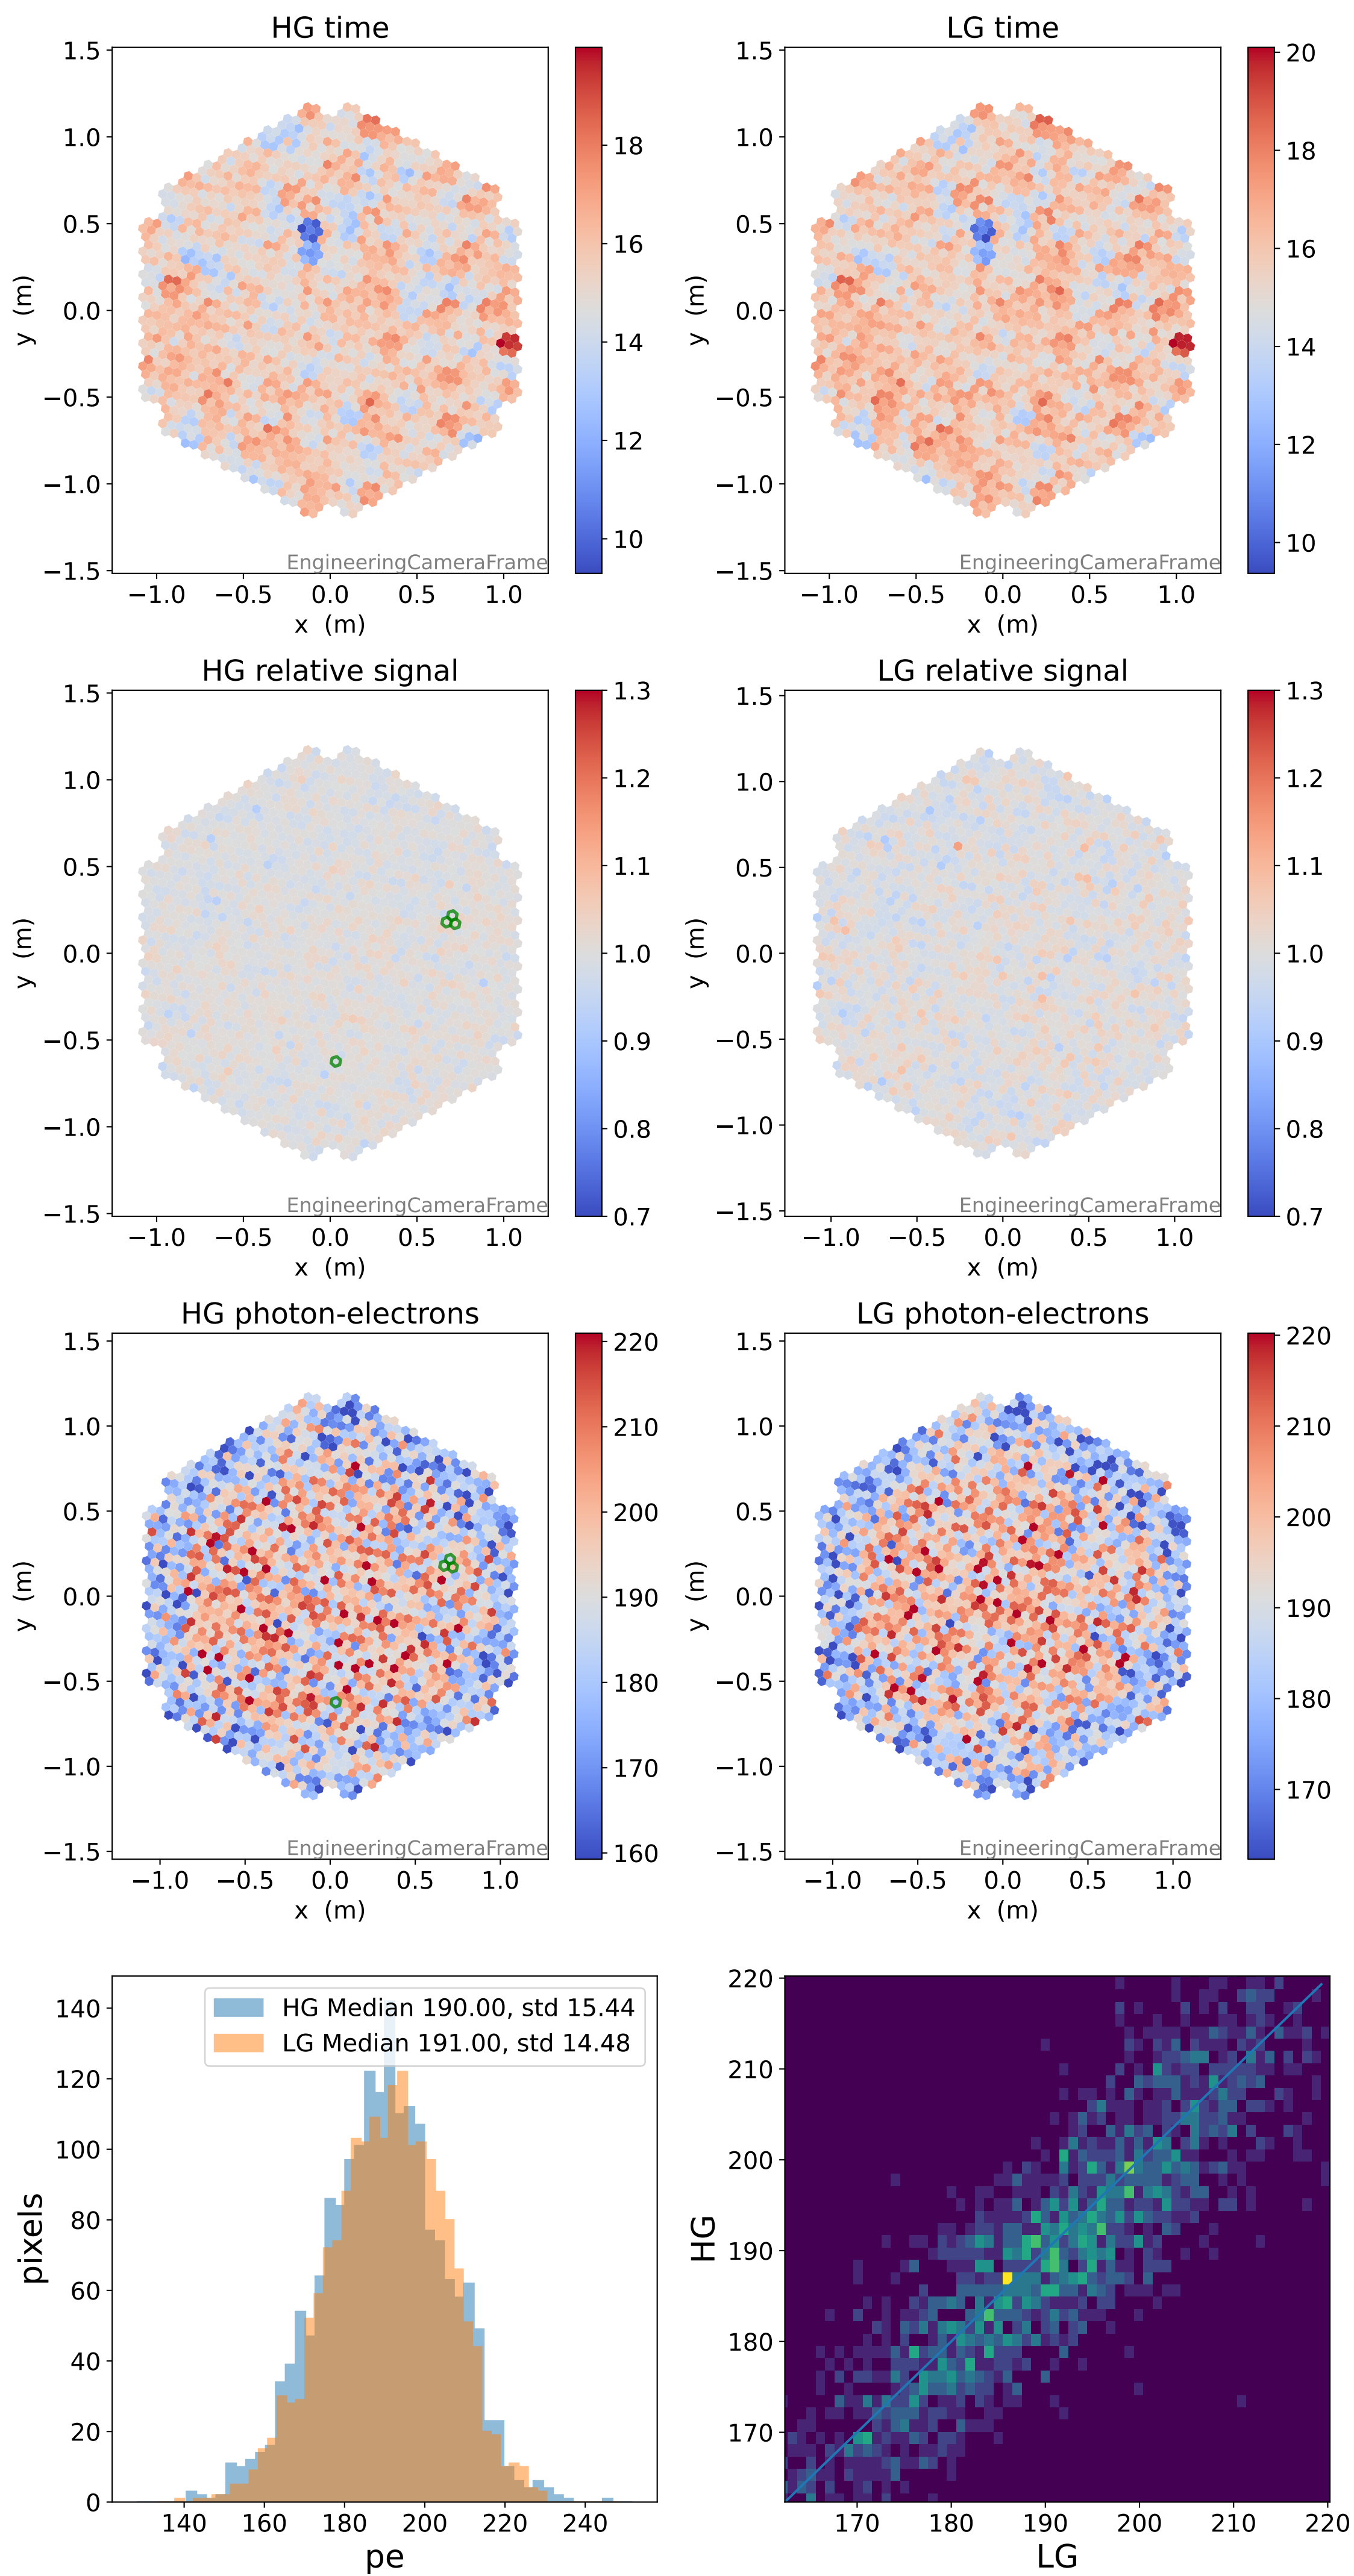 HG time
1.5
1.0
0.5
0.0
−0.5
−1.0
−1.5
y (m)
−1.0 −0.5 0.0 0.5 1.0
x (m)
EngineeringCameraFrame
18
16
14
12
10
LG time
1.5
1.0
0.5
0.0
−0.5
−1.0
−1.5
y (m)
−1.0 −0.5 0.0 0.5 1.0
x (m)
EngineeringCameraFrame
20
18
16
14
12
10
HG relative signal
1.5
1.0
0.5
0.0
−0.5
−1.0
−1.5
y (m)
−1.0 −0.5 0.0 0.5 1.0
x (m)
EngineeringCameraFrame
1.3
1.2
1.1
1.0
0.9
0.8
0.7
LG relative signal
1.5
1.0
0.5
0.0
−0.5
−1.0
−1.5
y (m)
−1.0 −0.5 0.0 0.5 1.0
x (m)
EngineeringCameraFrame
1.3
1.2
1.1
1.0
0.9
0.8
0.7
HG photon-electrons
1.5
1.0
0.5
0.0
−0.5
−1.0
−1.5
y (m)
−1.0 −0.5 0.0 0.5 1.0
x (m)
EngineeringCameraFrame
220
210
200
190
180
170
160
LG photon-electrons
1.5
1.0
0.5
0.0
−0.5
−1.0
−1.5
y (m)
−1.0 −0.5 0.0 0.5 1.0
x (m)
EngineeringCameraFrame
220
210
200
190
180
170
HG Median 190.00, std 15.44
LG Median 191.00, std 14.48
140
120
100
80
60
40
20
0
pixels
140 160 180 200 220 240
pe
220
210
200
190
180
170
HG
170 180 190 200 210 220
LG